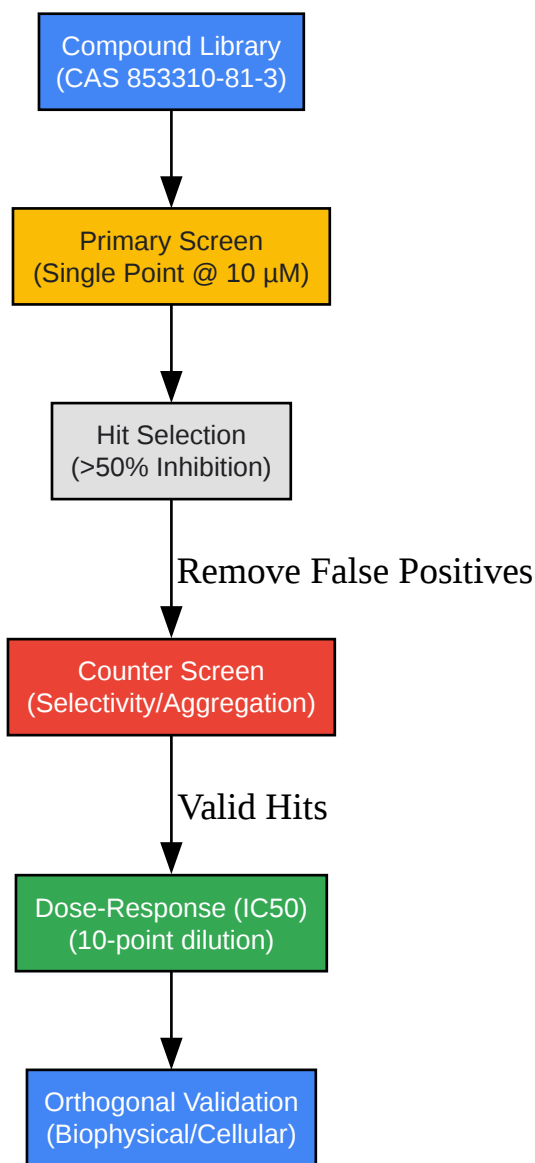 Compound Library
(CAS 853310-81-3)
Primary Screen
(Single Point @ 10 µM)
Hit Selection
(>50% Inhibition)
Remove False Positives
Counter Screen
(Selectivity/Aggregation)
Valid Hits
Dose-Response (IC50)
(10-point dilution)
Orthogonal Validation
(Biophysical/Cellular)